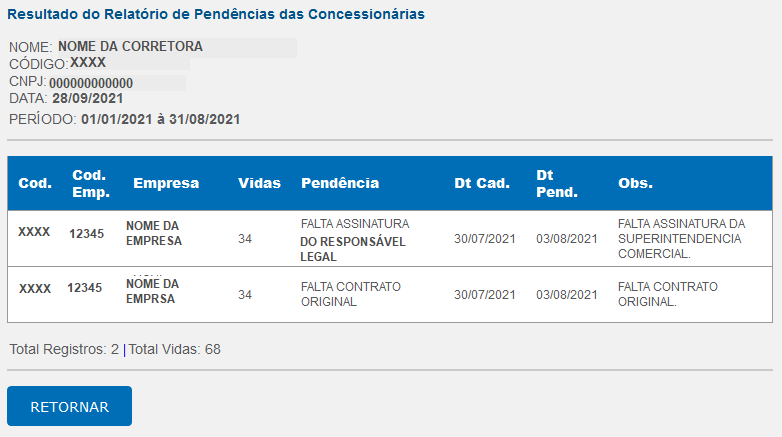 Resultado do Relatório de Pendências das Concessionárias
NOME: NOME DA CORRETORA
CÓDIGO: XXXX
CNPJ: 000000000000
DATA: 28/09/2021
PERÍODO: 01/01/2021 à 31/08/2021
Cod. Cod. Emp. Empresa Vidas Pendência Dt Cad. Dt Pend. Obs.
XXXX 12345 NOME DA EMPRESA 34 FALTA ASSINATURA DO RESPONSÁVEL LEGAL 30/07/2021 03/08/2021 FALTA ASSINATURA DA SUPERINTENDENCIA COMERCIAL.
XXXX 12345 NOME DA EMPRSA 34 FALTA CONTRATO ORIGINAL 30/07/2021 03/08/2021 FALTA CONTRATO ORIGINAL.
Total Registros: 2 | Total Vidas: 68
RETORNAR